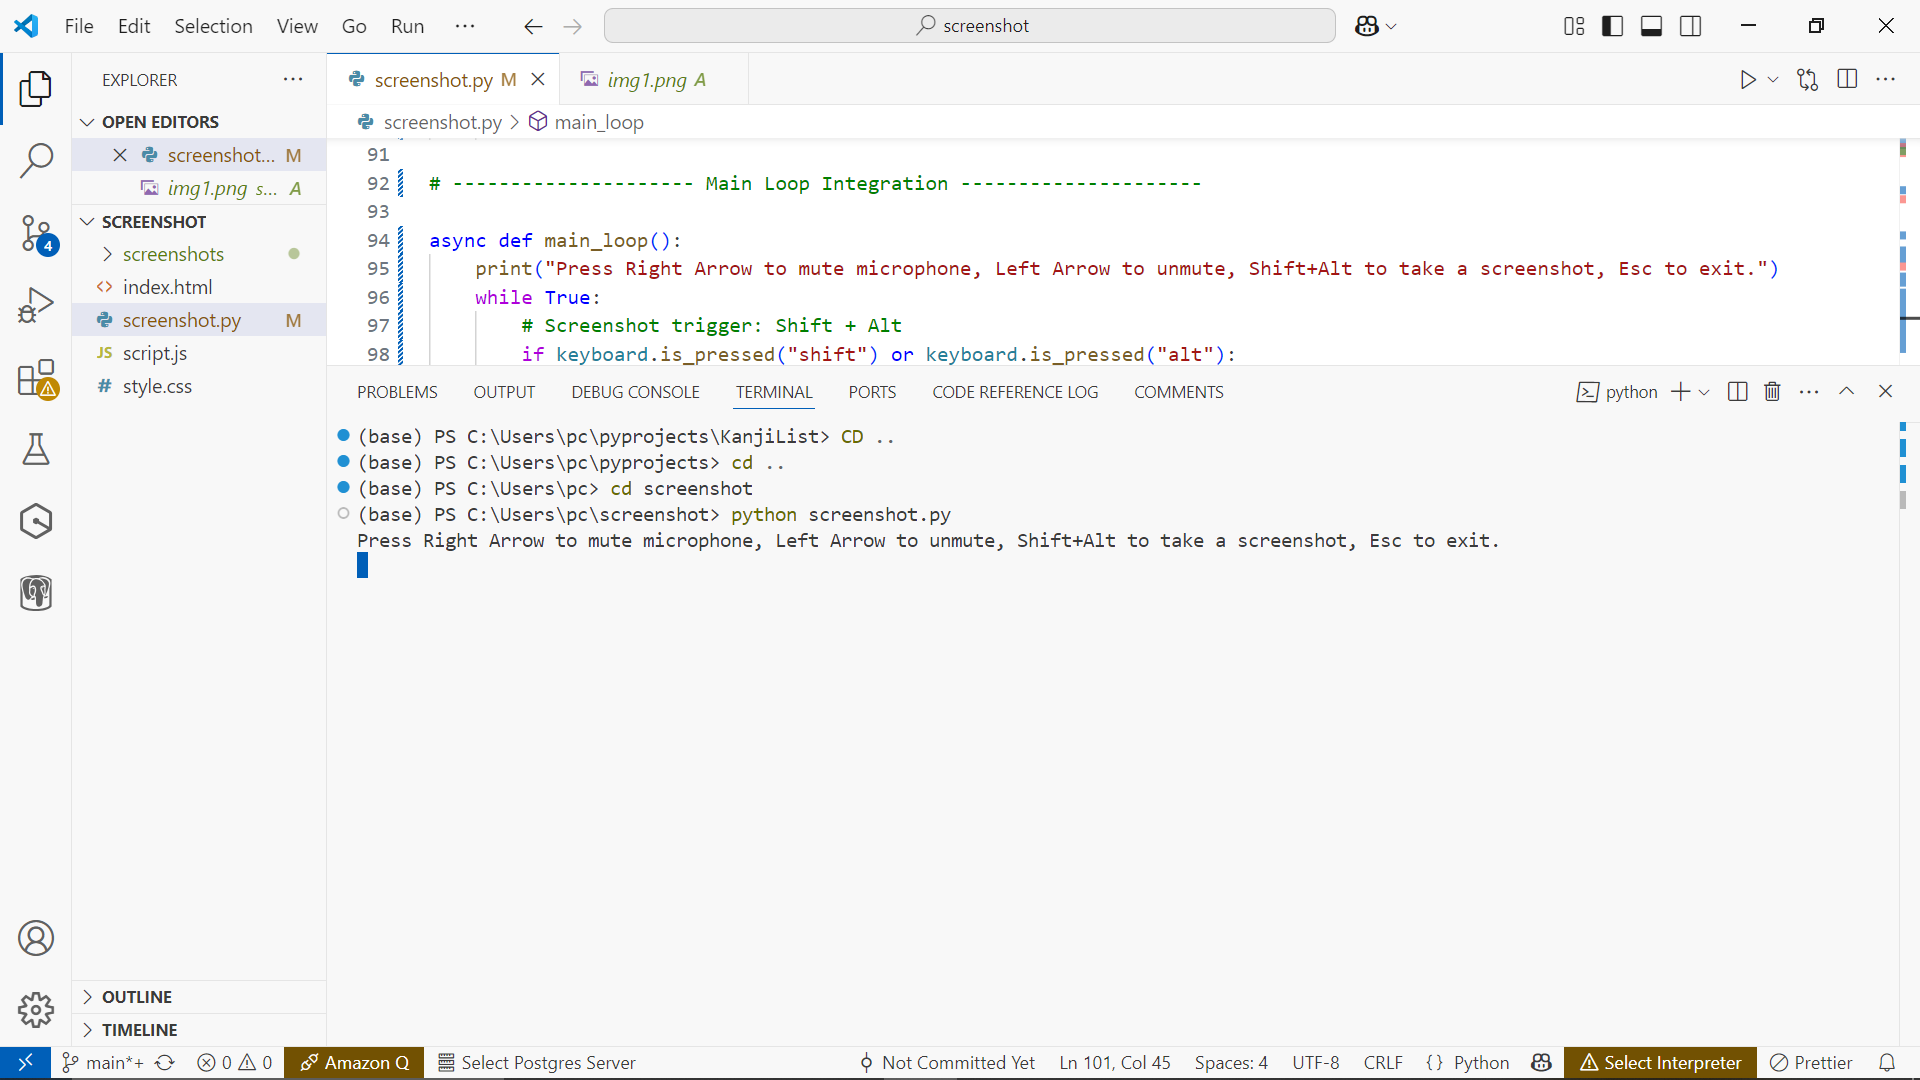 File Edit Selection View Go Run ··· screenshot
EXPLORER ···
OPEN EDITORS
screenshot... M
img1.png s... A
SCREENSHOT
screenshots
index.html
screenshot.py M
JS script.js
# style.css
OUTLINE
TIMELINE
screenshot.py M
img1.png A
screenshot.py > main_loop
91
92 # --------------------- Main Loop Integration ---------------------
93
94 async def main_loop():
95 print("Press Right Arrow to mute microphone, Left Arrow to unmute, Shift+Alt to take a screenshot, Esc to exit.")
96 while True:
97 # Screenshot trigger: Shift + Alt
98 if keyboard.is_pressed("shift") or keyboard.is_pressed("alt"):
PROBLEMS OUTPUT DEBUG CONSOLE TERMINAL PORTS CODE REFERENCE LOG COMMENTS python
(base) PS C:\Users\pc\pyprojects\KanjiList> CD ..
(base) PS C:\Users\pc\pyprojects> cd ..
(base) PS C:\Users\pc> cd screenshot
(base) PS C:\Users\pc\screenshot> python screenshot.py
Press Right Arrow to mute microphone, Left Arrow to unmute, Shift+Alt to take a screenshot, Esc to exit.
4
main*+ 0 0 Amazon Q Select Postgres Server Not Committed Yet Ln 101, Col 45 Spaces: 4 UTF-8 CRLF {} Python Select Interpreter Prettier